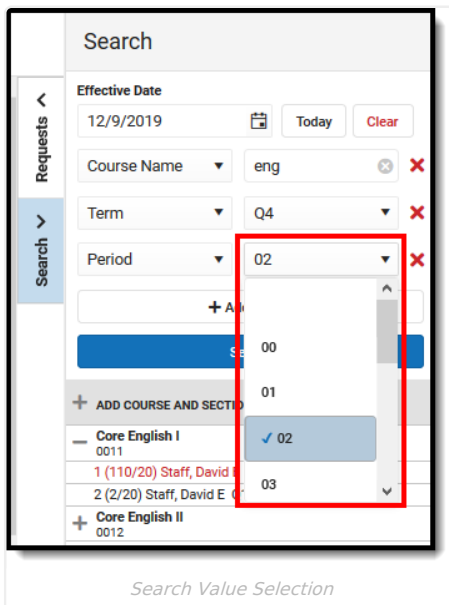 Search
Requests
Search
Effective Date
12/9/2019 Today Clear
Course Name eng
Term Q4
Period 02
00
01
✓ 02
03
+ A
S
+ ADD COURSE AND SECTIO
Core English I
0011
1 (110/20) Staff, David
2 (2/20) Staff, David E
Core English II
0012
Search Value Selection